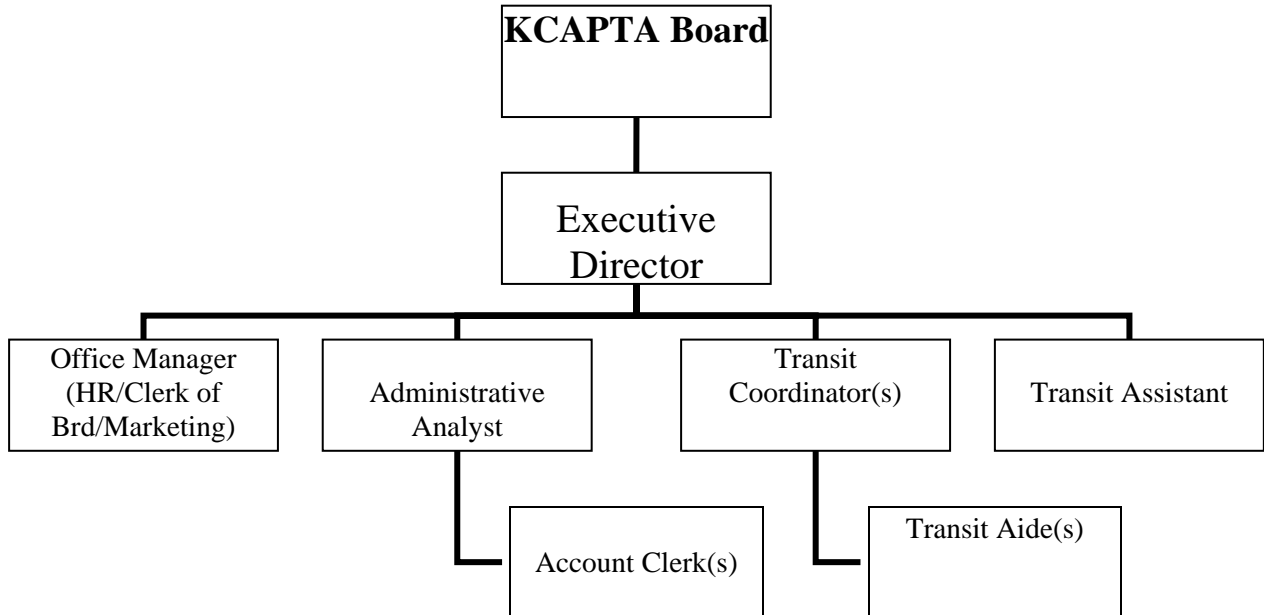 KCAPTA Board
Executive
Director
Office Manager
(HR/Clerk of
Brd/Marketing)
Administrative
Analyst
Transit
Coordinator(s)
Transit Assistant
Account Clerk(s)
Transit Aide(s)